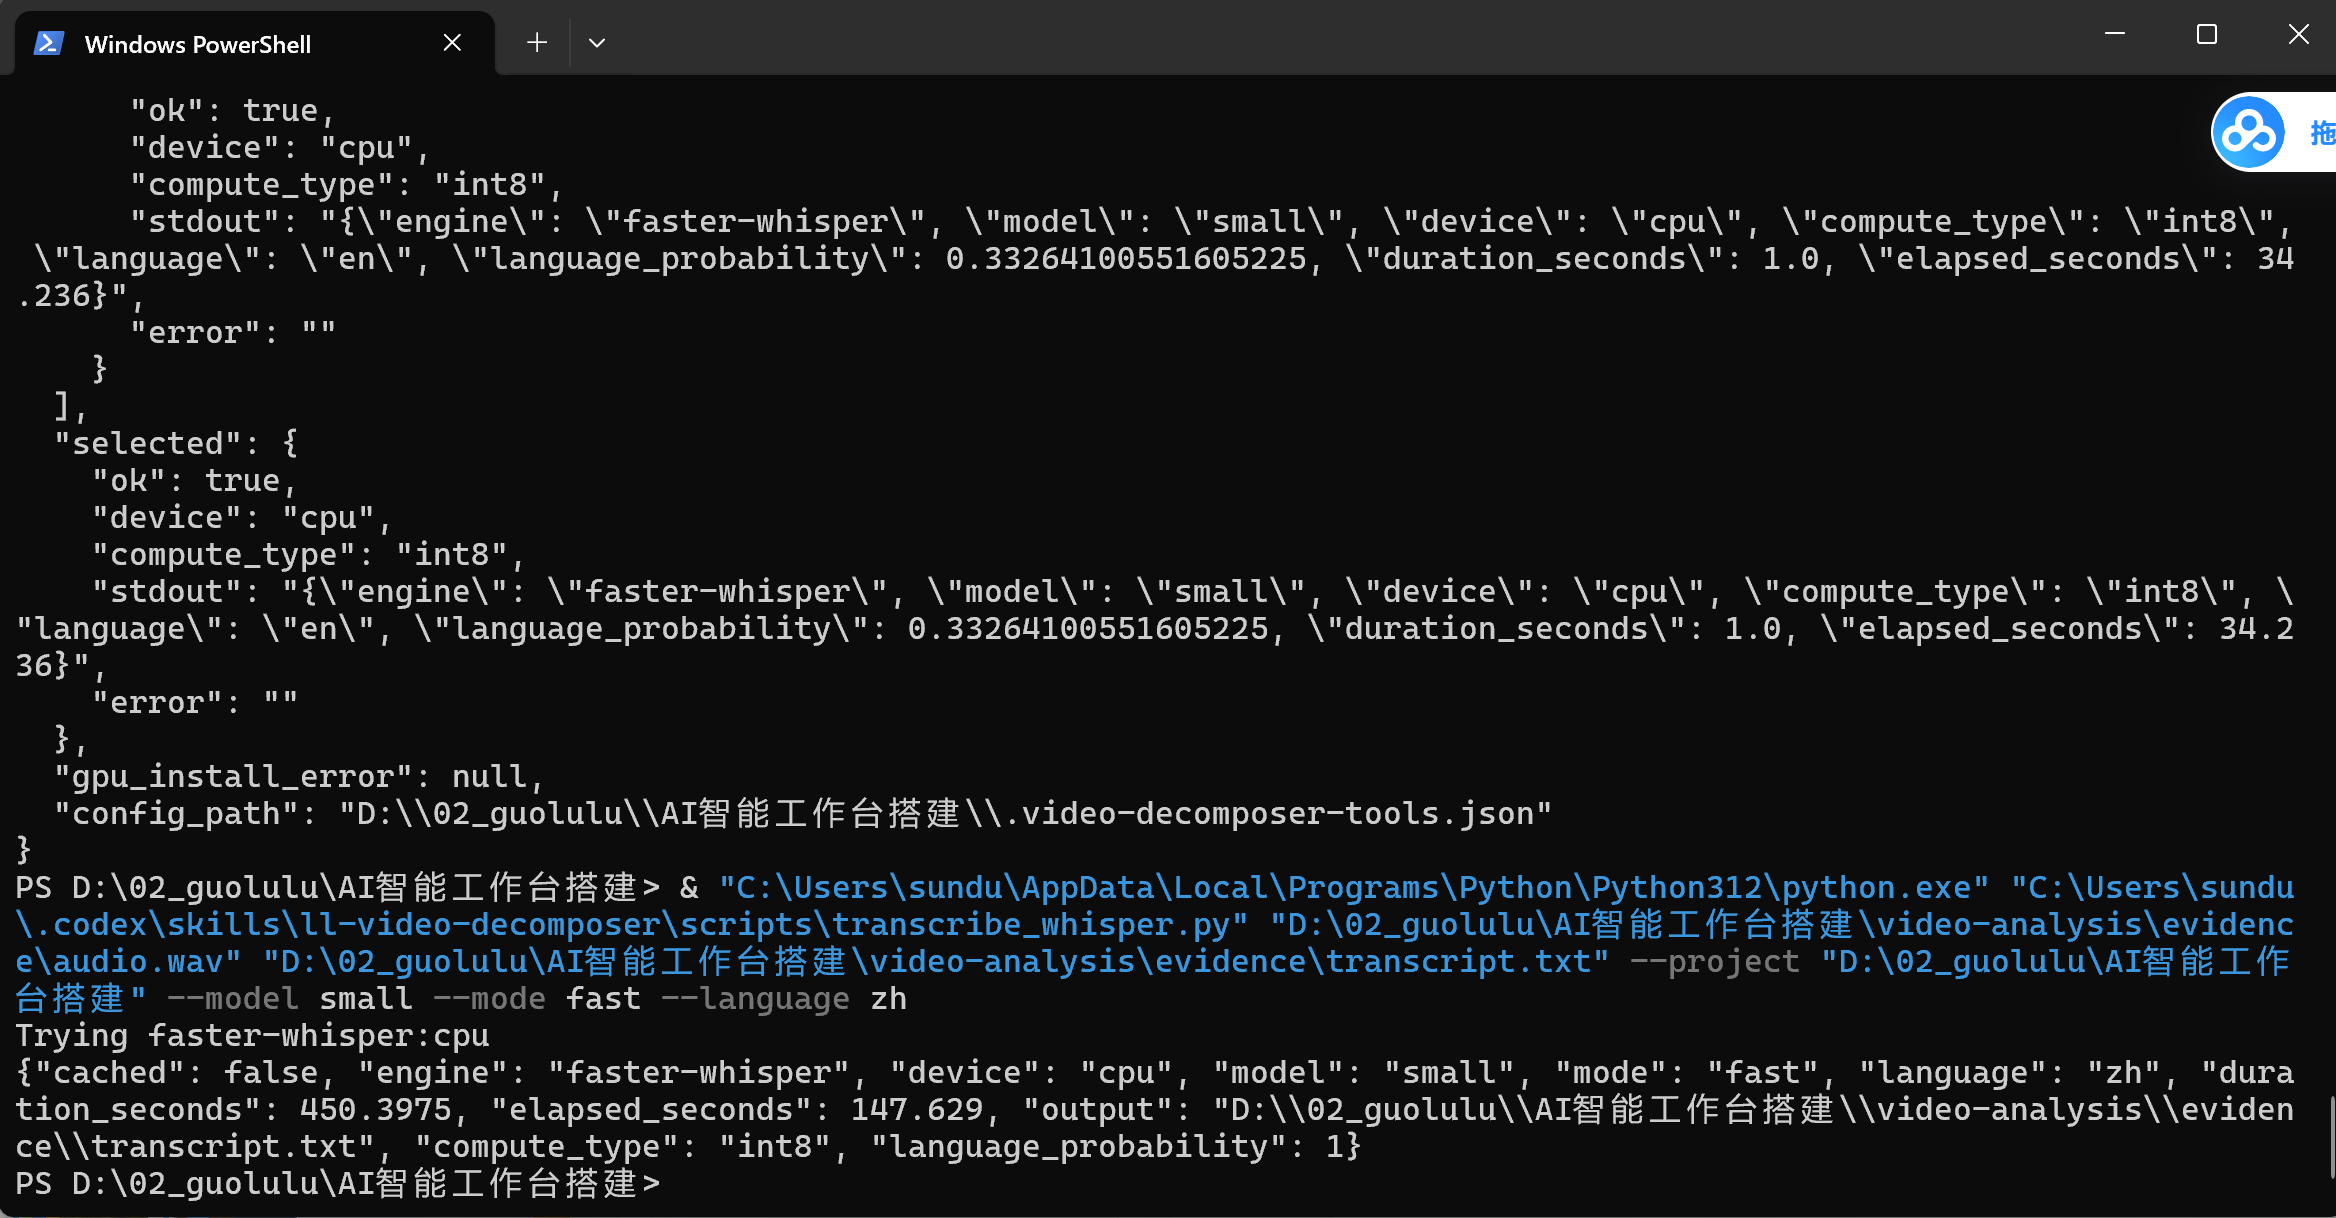 Windows PowerShell
拖
"ok": true,
"device": "cpu",
"compute_type": "int8",
"stdout": "{\"engine\": \"faster-whisper\", \"model\": \"small\", \"device\": \"cpu\", \"compute_type\": \"int8\",
\"language\": \"en\", \"language_probability\": 0.33264100551605225, \"duration_seconds\": 1.0, \"elapsed_seconds\": 34
.236}",
"error": ""
}
],
"selected": {
"ok": true,
"device": "cpu",
"compute_type": "int8",
"stdout": "{\"engine\": \"faster-whisper\", \"model\": \"small\", \"device\": \"cpu\", \"compute_type\": \"int8\", \
"language\": \"en\", \"language_probability\": 0.33264100551605225, \"duration_seconds\": 1.0, \"elapsed_seconds\": 34.2
36}",
"error": ""
},
"gpu_install_error": null,
"config_path": "D:\\02_guolulu\\AI智能工作台搭建\\.video-decomposer-tools.json"
}
PS D:\02_guolulu\AI智能工作台搭建> & "C:\Users\sundu\AppData\Local\Programs\Python\Python312\python.exe" "C:\Users\sundu
\.codex\skills\ll-video-decomposer\scripts\transcribe_whisper.py" "D:\02_guolulu\AI智能工作台搭建\video-analysis\evidenc
e\audio.wav" "D:\02_guolulu\AI智能工作台搭建\video-analysis\evidence\transcript.txt" --project "D:\02_guolulu\AI智能工作
台搭建" --model small --mode fast --language zh
Trying faster-whisper:cpu
{"cached": false, "engine": "faster-whisper", "device": "cpu", "model": "small", "mode": "fast", "language": "zh", "dura
tion_seconds": 450.3975, "elapsed_seconds": 147.629, "output": "D:\\02_guolulu\\AI智能工作台搭建\\video-analysis\\eviden
ce\\transcript.txt", "compute_type": "int8", "language_probability": 1}
PS D:\02_guolulu\AI智能工作台搭建>